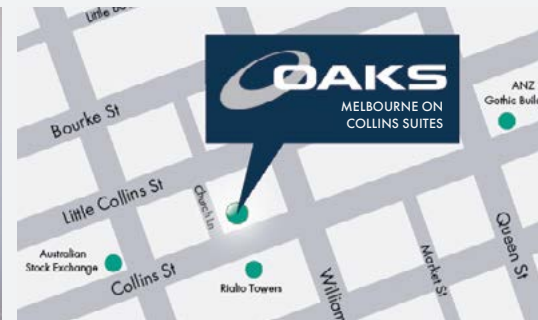 Little
OAKS
MELBOURNE ON
COLLINS SUITES
ANZ
Gothic Buil
Bourke St
Little Collins St
Church Ln
Queen St
Australian
Stock Exchange
Collins St
Rialto Towers
William
Market St